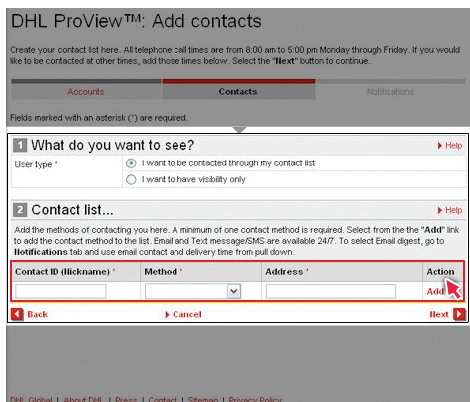 DHL ProView™: Add contacts
Create your contact list here. All telephone call times are from 8:00 am to 5:00 pm Monday through Friday. If you would
like to be contacted at other times, add those times below. Select the "Next" button to continue.
Accounts Contacts Notifications
Fields marked with an asterisk (*) are required.
1 What do you want to see? Help
User type * I want to be contacted through my contact list
I want to have visibility only
2 Contact list... Help
Add the methods of contacting you here. A minimum of one contact method is required. Select from the the "Add" link
to add the contact method to the list. Email and Text message/SMS are available 24/7. To select Email digest, go to
Notifications tab and use email contact and delivery time from pull down.
Contact ID (Nickname) * Method * Address * Action
Add
Back Cancel Next
DHL Global | About DHL | Press | Contact | Sitemap | Privacy Policy